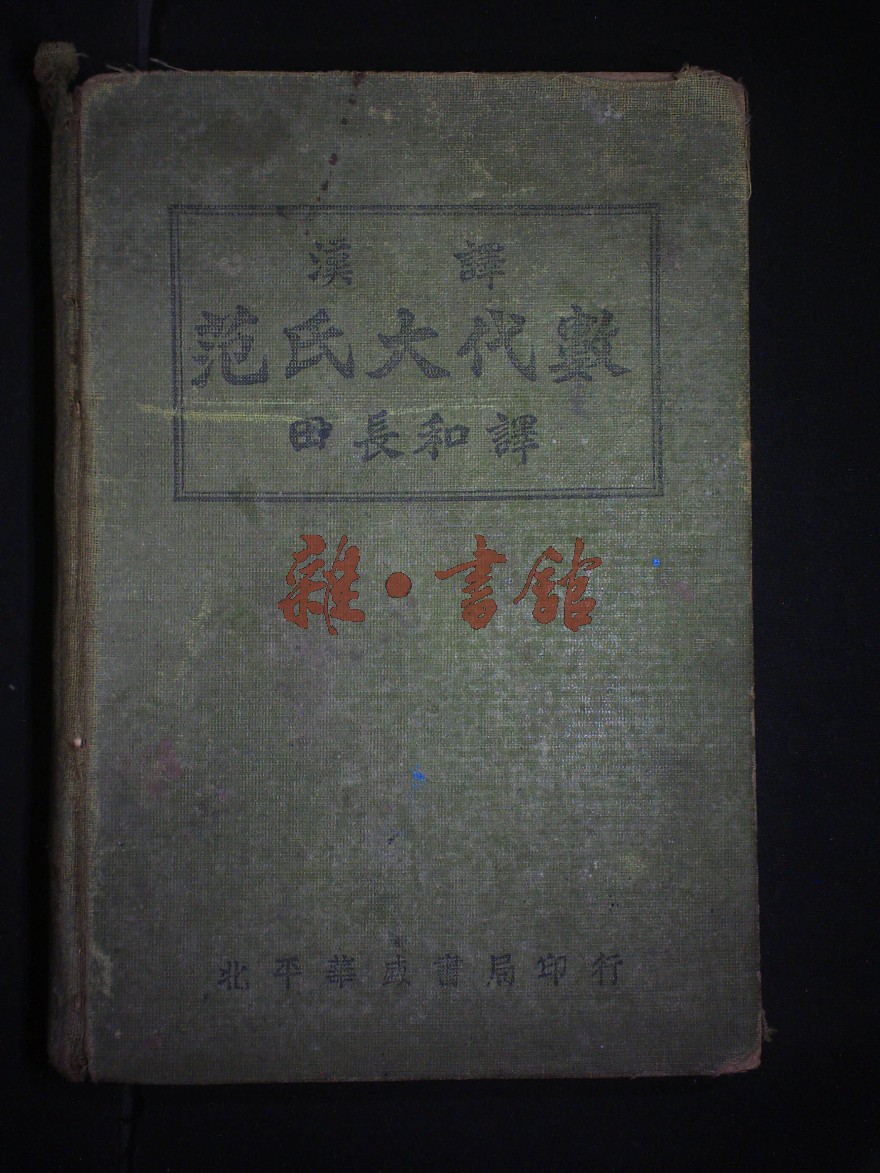 漢 譯
范氏大代數
田長和譯
雜·書館
北平華盛書局印行